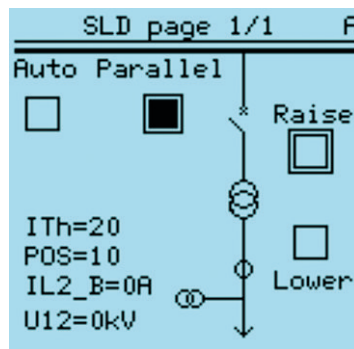 SLD page 1/1 A
Auto Parallel
Raise
ITh=20
POS=10
IL2_B=0A
Lower
U12=0kV